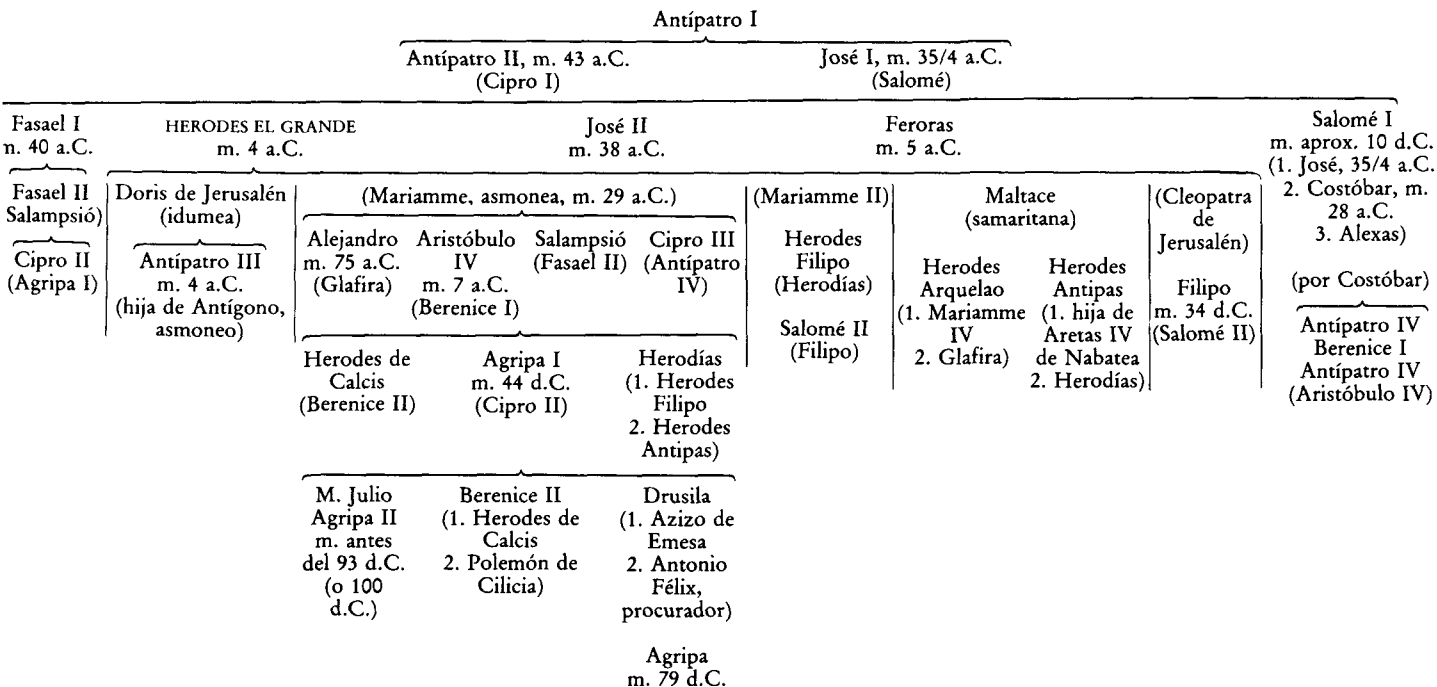 Antípatro I
Antípatro II, m. 43 a.C.
(Cipro I)
José I, m. 35/4 a.C.
(Salomé)
Fasael I
n. 40 a.C.
HERODES EL GRANDE
m. 4 a.C.
José II
m. 38 a.C.
Feroras
m. 5 a.C.
Salomé I
m. aprox. 10 d.C.
(1. José, 35/4 a.C.
2. Costóbar, m.
28 a.C.
3. Alexas)
(por Costóbar)
Antípatro IV
Berenice I
Antípatro IV
(Aristóbulo IV)
Fasael II
Salampsió)
Cipro II
(Agripa I)
Doris de Jerusalén
(idumea)
Antípatro III
m. 4 a.C.
(hija de Antígono,
asmoneo)
(Mariamme, asmonea, m. 29 a.C.)
Alejandro
m. 75 a.C.
(Glafira)
Aristóbulo
IV
m. 7 a.C.
(Berenice I)
Salampsió
(Fasael II)
Cipro III
(Antípatro
IV)
Herodes de
Calcis
(Berenice II)
Agripa I
m. 44 d.C.
(Cipro II)
Herodías
(1. Herodes
Filipo
2. Herodes
Antipas)
M. Julio
Agripa II
m. antes
del 93 d.C.
(o 100
d.C.)
Berenice II
(1. Herodes de
Calcis
2. Polemón de
Cilicia)
Drusila
(1. Azizo de
Emesa
2. Antonio
Félix,
procurador)
Agripa
m. 79 d.C.
(Mariamme II)
Herodes
Filipo
(Herodías)
Salomé II
(Filipo)
Maltace
(samaritana)
Herodes
Arquelao
(1. Mariamme
IV
2. Glafira)
Herodes
Antipas
(1. hija de
Aretas IV
de Nabatea
2. Herodías)
(Cleopatra
de
Jerusalén)
Filipo
m. 34 d.C.
(Salomé II)